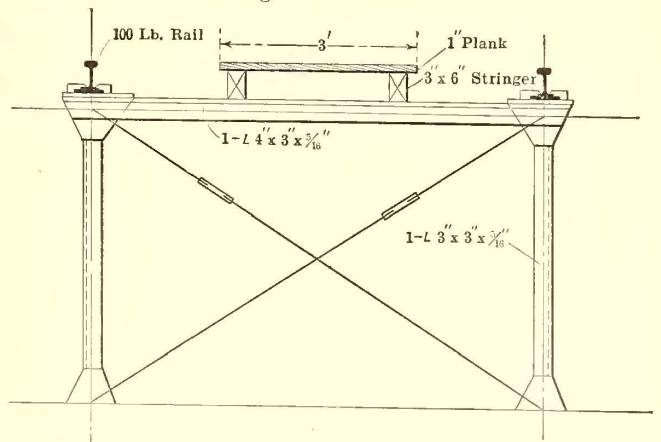 100 Lb. Rail
3'
1" Plank
3" x 6" Stringer
1-L 4" x 3" x 5/16"
1-L 3" x 3" x 5/16"